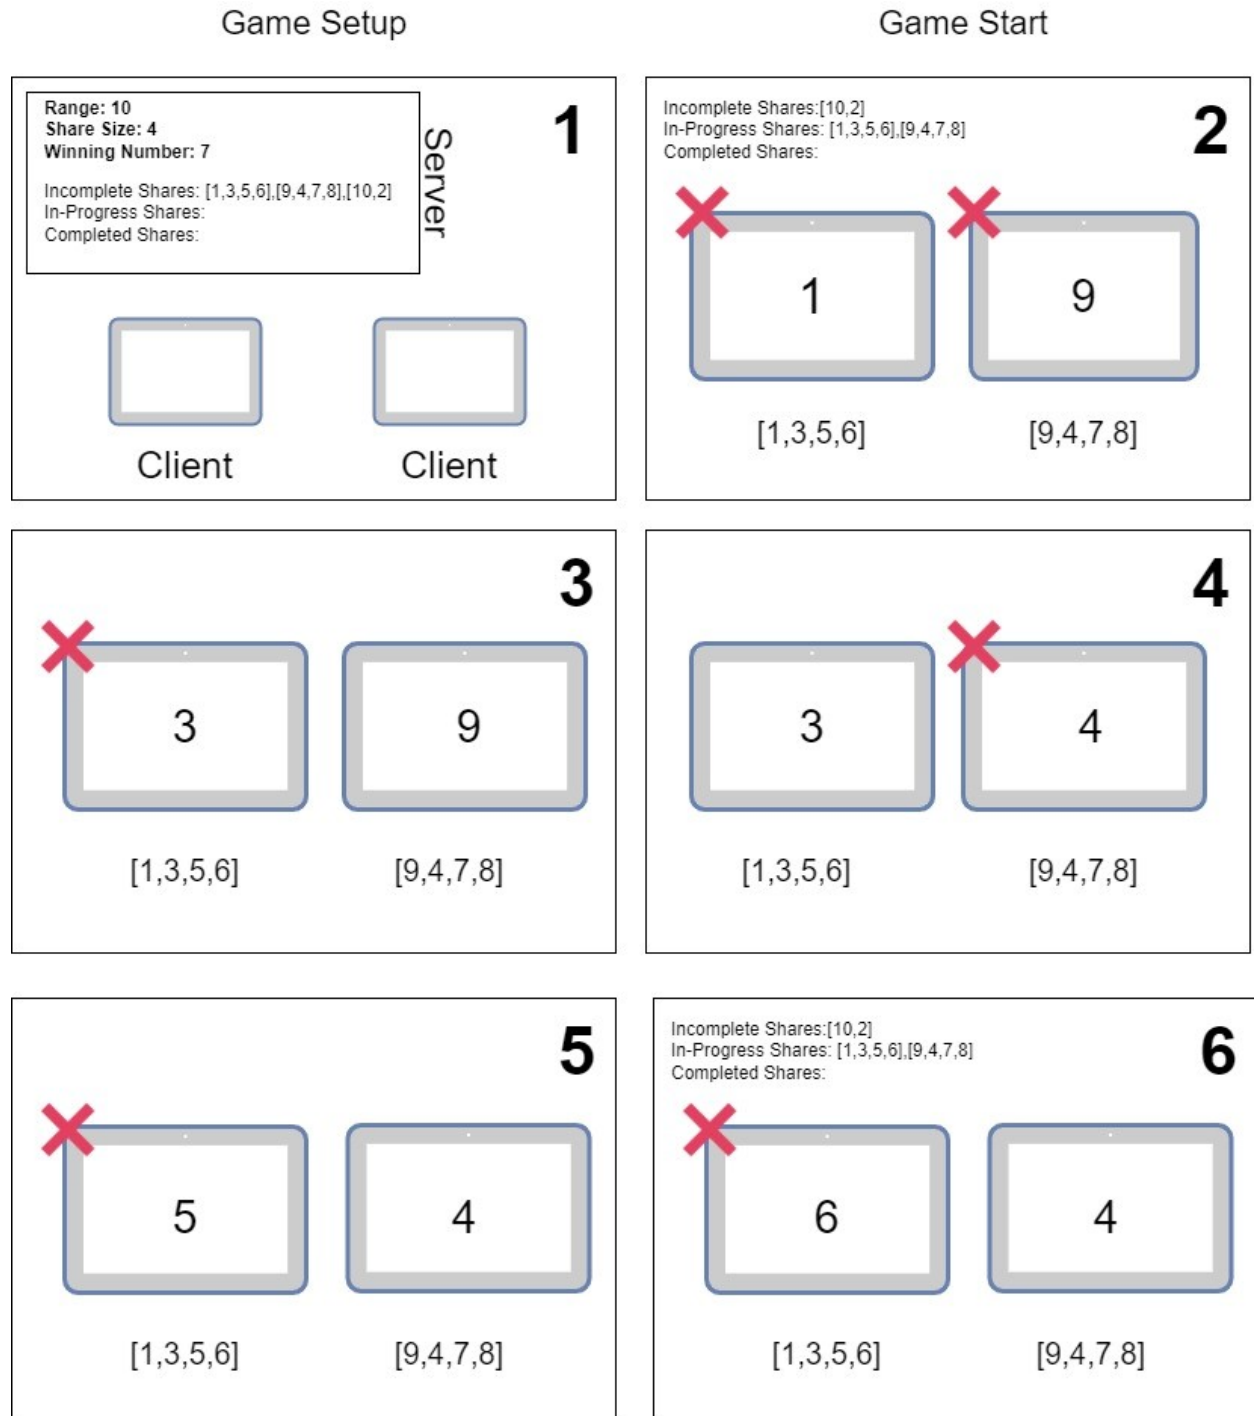 Game Setup
Game Start
1
Range: 10
Share Size: 4
Winning Number: 7
Incomplete Shares: [1,3,5,6],[9,4,7,8],[10,2]
In-Progress Shares:
Completed Shares:
Server
Client
Client
2
Incomplete Shares:[10,2]
In-Progress Shares: [1,3,5,6],[9,4,7,8]
Completed Shares:
1
9
[1,3,5,6]
[9,4,7,8]
3
3
9
[1,3,5,6]
[9,4,7,8]
4
3
4
[1,3,5,6]
[9,4,7,8]
5
5
4
[1,3,5,6]
[9,4,7,8]
6
Incomplete Shares:[10,2]
In-Progress Shares: [1,3,5,6],[9,4,7,8]
Completed Shares:
6
4
[1,3,5,6]
[9,4,7,8]